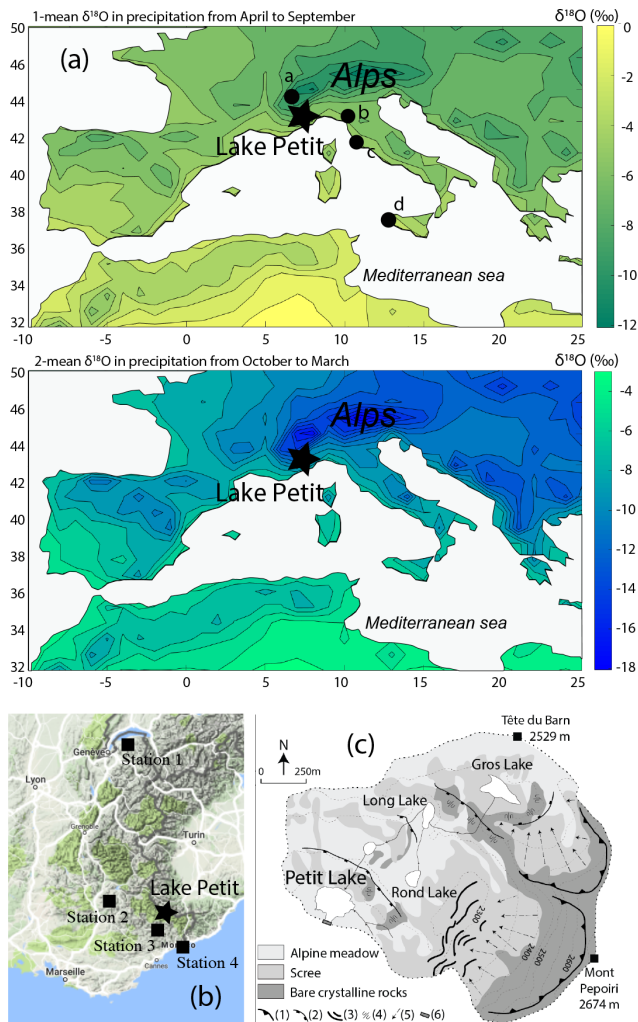 1-mean δ¹⁸O in precipitation from April to September
δ¹⁸O (‰)
50
48
46
44
42
40
38
36
34
32
-10
-5
0
5
10
15
20
25
0
-2
-4
-6
-8
-10
-12
(a)
Alps
a
b
c
d
Lake Petit
Mediterranean sea
2-mean δ¹⁸O in precipitation from October to March
δ¹⁸O (‰)
50
48
46
44
42
40
38
36
34
32
-10
-5
0
5
10
15
20
25
-4
-6
-8
-10
-12
-14
-16
-18
Alps
Lake Petit
Mediterranean sea
Genève
Station 1
Lyon
Grenoble
Turin
Lake Petit
Station 2
Station 3
Station 4
Cannes
Marseille
(b)
(c)
Tête du Barn
2529 m
N
0 250m
Gros Lake
Long Lake
Petit Lake
Rond Lake
2300
2400
2500
2600
Mont
Pepoiri
2674 m
Alpine meadow
Scree
Bare crystalline rocks
(1) (2) (3) (4) (5) (6)